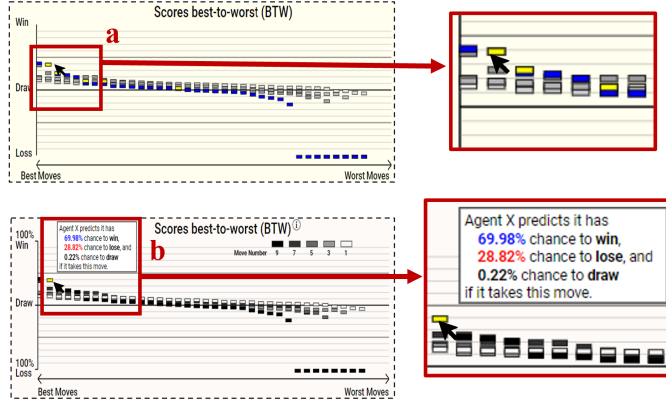 Scores best-to-worst (BTW)
Win
a
Draw
Loss
Best Moves
Worst Moves
Scores best-to-worst (BTW) i
100%
Win
Agent X predicts it has
69.98% chance to win,
28.82% chance to lose, and
0.22% chance to draw
if it takes this move.
b
Move Number
9 7 5 3 1
Draw
100%
Loss
Best Moves
Worst Moves
Agent X predicts it has
69.98% chance to win,
28.82% chance to lose, and
0.22% chance to draw
if it takes this move.